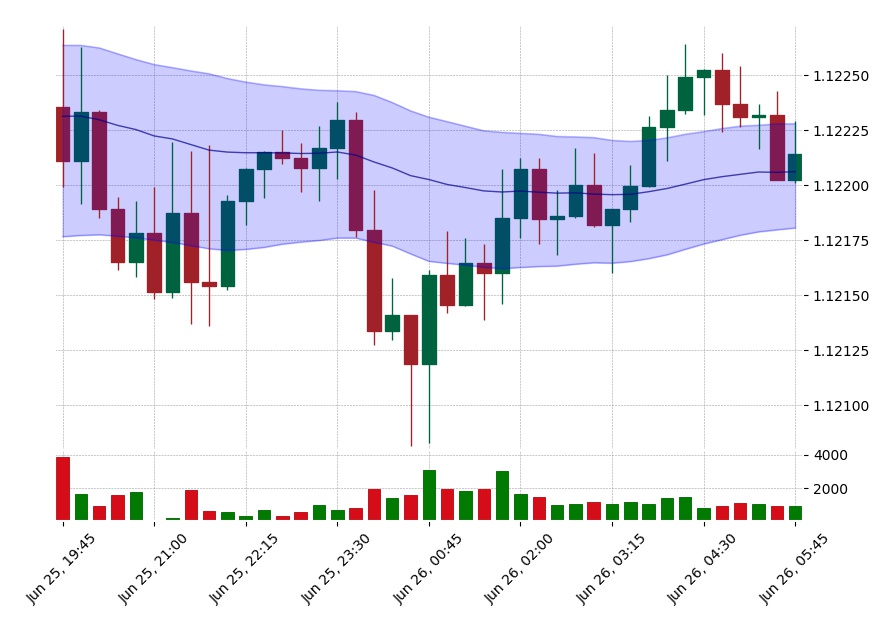 1.12250
1.12225
1.12200
1.12175
1.12150
1.12125
1.12100
4000
2000
Jun 25, 19:45
Jun 25, 21:00
Jun 25, 22:15
Jun 25, 23:30
Jun 26, 00:45
Jun 26, 02:00
Jun 26, 03:15
Jun 26, 04:30
Jun 26, 05:45